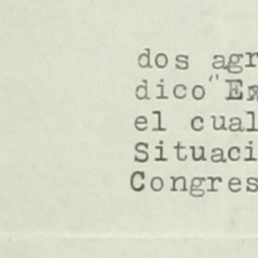 dos agr
dico "Ex
el cual
Situaci
Congres